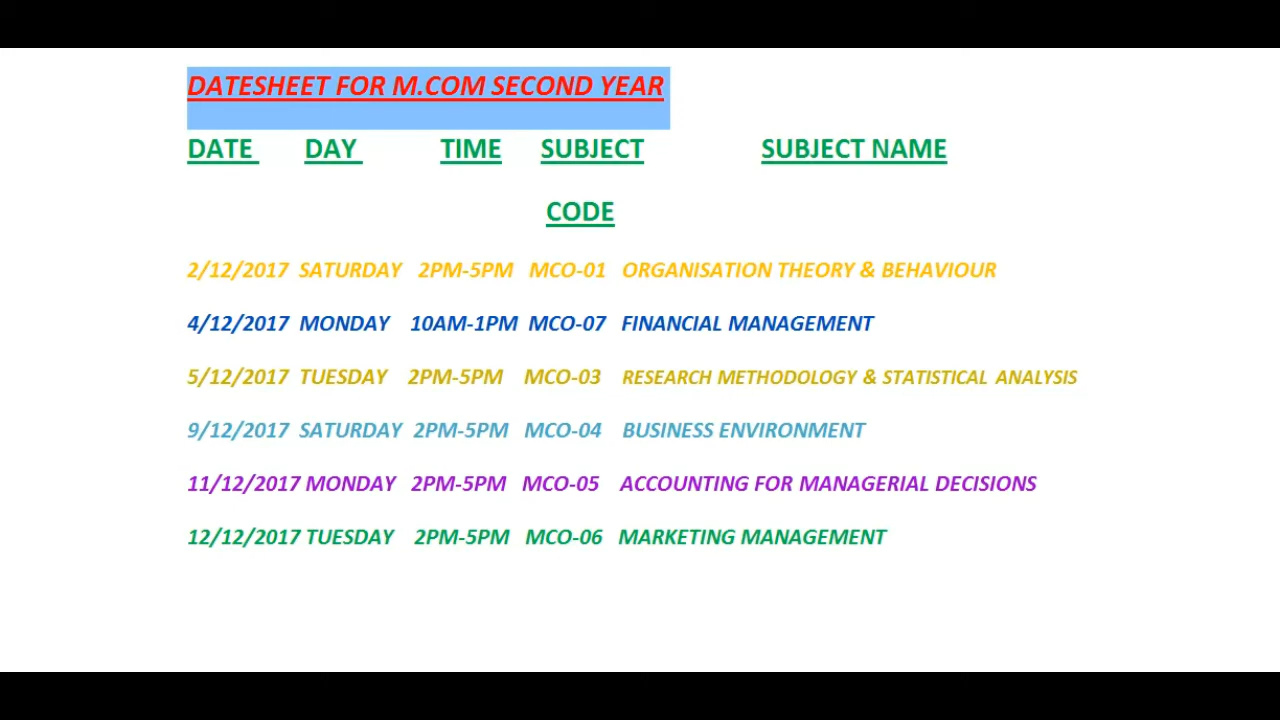 DATESHEET FOR M.COM SECOND YEAR
DATE DAY TIME SUBJECT SUBJECT NAME
CODE
2/12/2017 SATURDAY 2PM-5PM MCO-01 ORGANISATION THEORY & BEHAVIOUR
4/12/2017 MONDAY 10AM-1PM MCO-07 FINANCIAL MANAGEMENT
5/12/2017 TUESDAY 2PM-5PM MCO-03 RESEARCH METHODOLOGY & STATISTICAL ANALYSIS
9/12/2017 SATURDAY 2PM-5PM MCO-04 BUSINESS ENVIRONMENT
11/12/2017 MONDAY 2PM-5PM MCO-05 ACCOUNTING FOR MANAGERIAL DECISIONS
12/12/2017 TUESDAY 2PM-5PM MCO-06 MARKETING MANAGEMENT